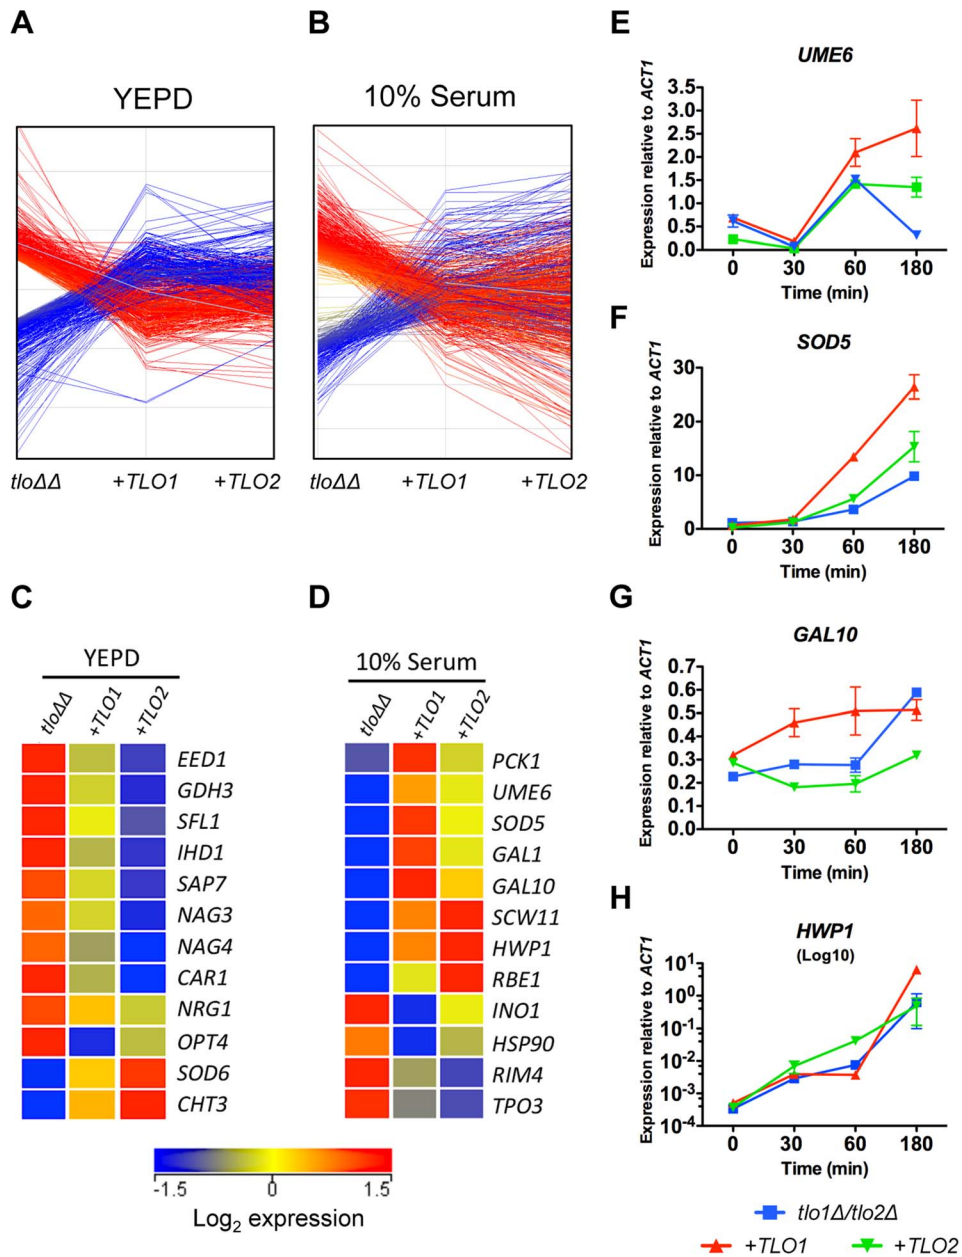 A
YEPD
tloΔΔ
+TLO1
+TLO2
B
10% Serum
tloΔΔ
+TLO1
+TLO2
C
YEPD
tloΔΔ
+TLO1
+TLO2
EED1
GDH3
SFL1
IHD1
SAP7
NAG3
NAG4
CAR1
NRG1
OPT4
SOD6
CHT3
D
10% Serum
tloΔΔ
+TLO1
+TLO2
PCK1
UME6
SOD5
GAL1
GAL10
SCW11
HWP1
RBE1
INO1
HSP90
RIM4
TPO3
-1.5 0 1.5
Log2 expression
E
UME6
Expression relative to ACT1
3.5
3.0
2.5
2.0
1.5
1.0
0.5
0.0
0 30 60 180
Time (min)
F
SOD5
Expression relative to ACT1
30
20
10
0
0 30 60 180
Time (min)
G
GAL10
Expression relative to ACT1
0.7
0.6
0.5
0.4
0.3
0.2
0.1
0.0
0 30 60 180
Time (min)
H
HWP1
(Log10)
Expression relative to ACT1
10^1
10^0
10^-1
10^-2
10^-3
10^-4
0 30 60 180
Time (min)
tlo1Δ/tlo2Δ
+TLO1
+TLO2